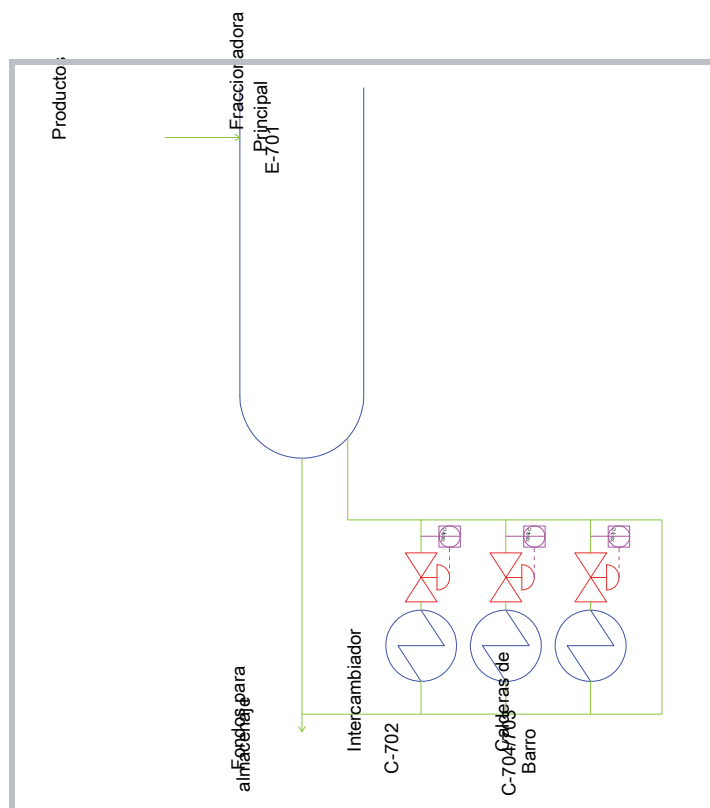 Productos
Fraccionadora
Principal
E-701
Fondos para
almacenaje
Intercambiador
C-702
Calderas de
Barro
C-704/703